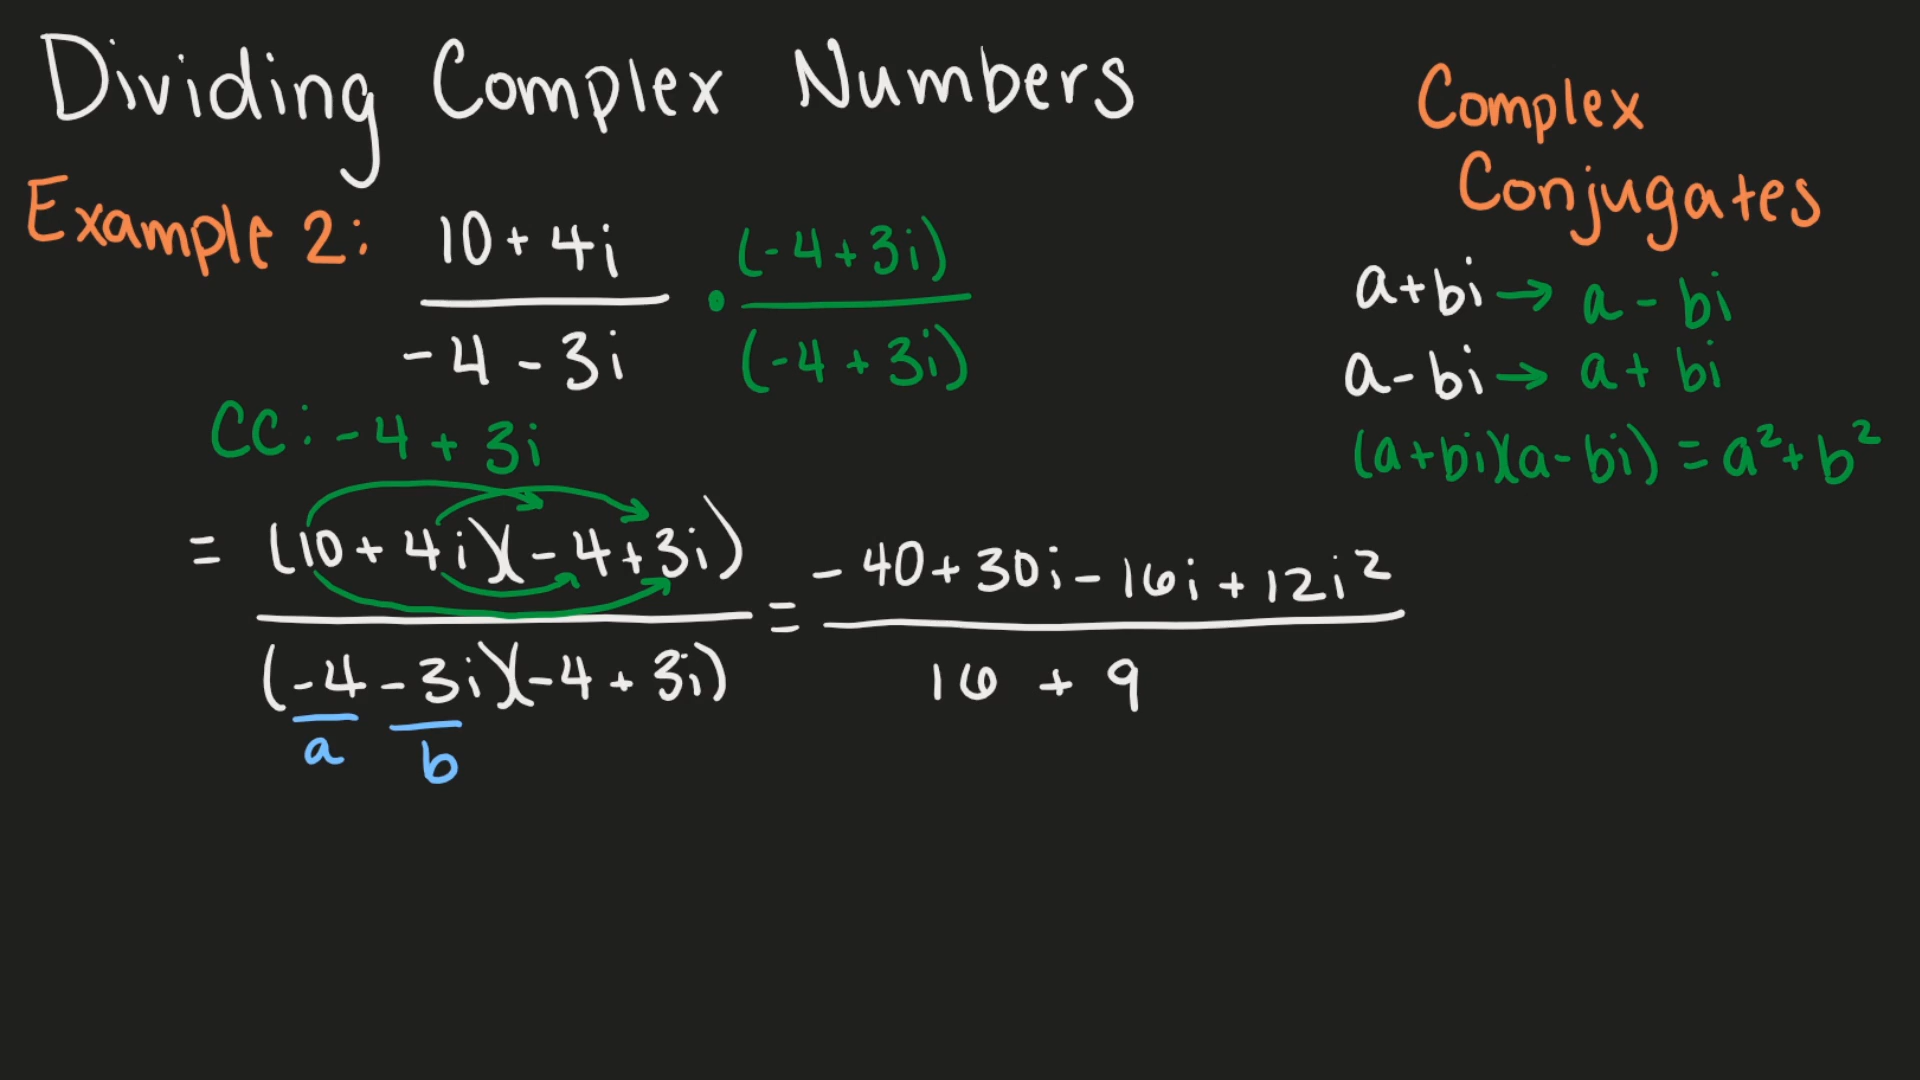 Dividing Complex Numbers
Example 2: 10 + 4i / -4 - 3i · (-4 + 3i) / (-4 + 3i)
CC: -4 + 3i
= (10 + 4i)(-4 + 3i) / (-4 - 3i)(-4 + 3i) = -40 + 30i - 16i + 12i² / 16 + 9
a b
Complex
Conjugates
a + bi → a - bi
a - bi → a + bi
(a + bi)(a - bi) = a² + b²